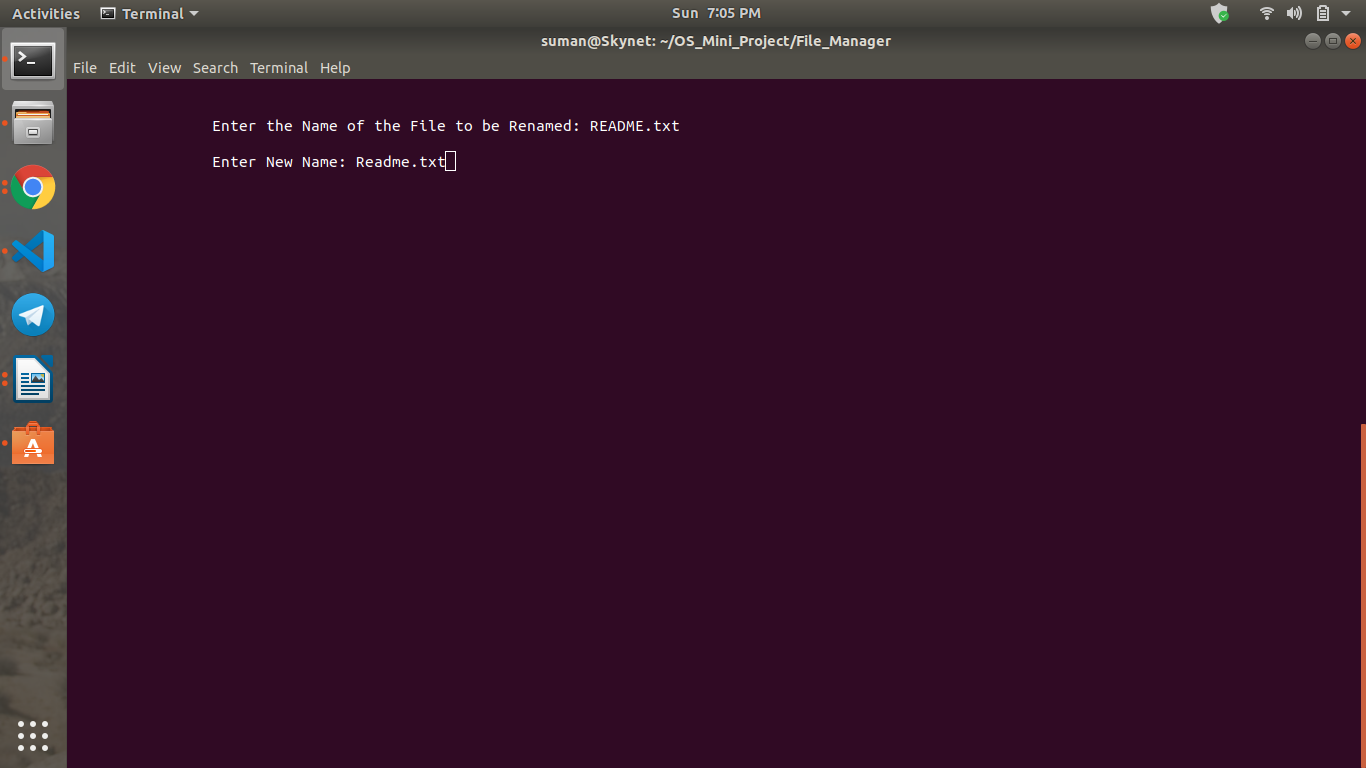 Activities Terminal Sun 7:05 PM
suman@Skynet: ~/OS_Mini_Project/File_Manager
File Edit View Search Terminal Help
Enter the Name of the File to be Renamed: README.txt
Enter New Name: Readme.txt